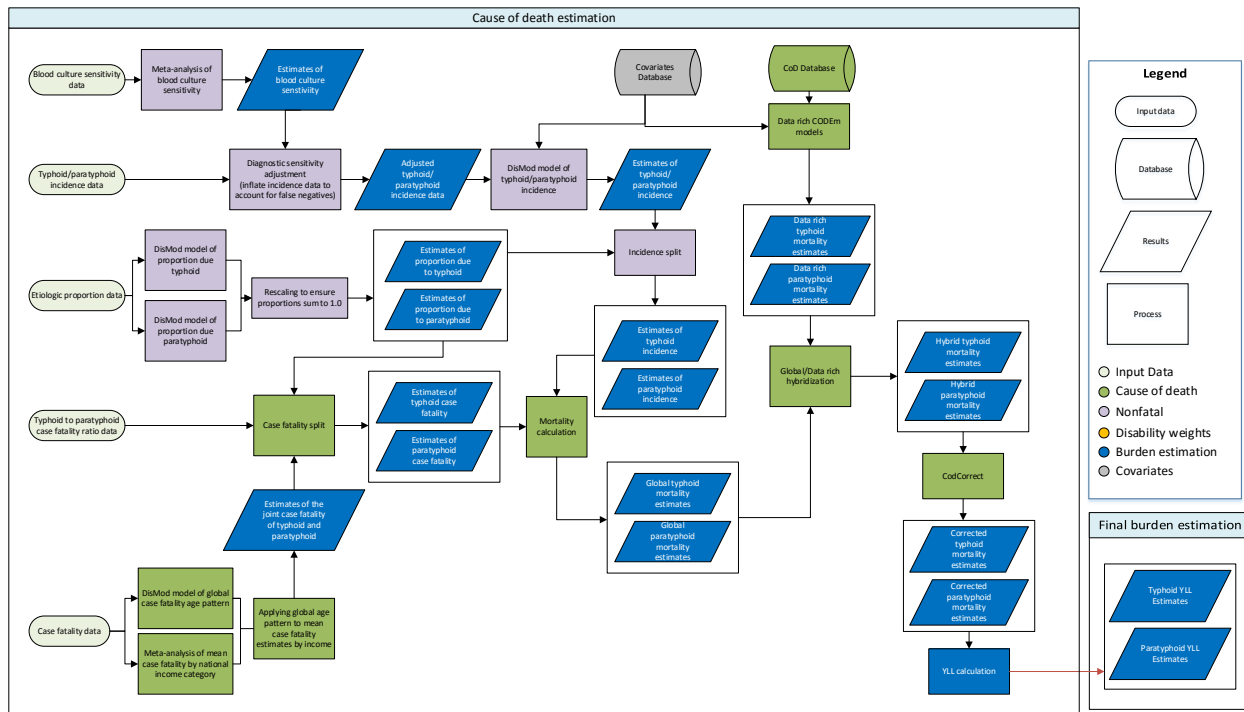 Cause of death estimation
Blood culture sensitivity
data
Meta-analysis of
blood culture
sensitivity
Estimates of
blood culture
senstiviity
Covariates
Database
CoD Database
Data rich CODEm
models
Typhoid/paratyphoid
incidence data
Diagnostic sensitivity
adjustment
(inflate incidence data to
account for false negatives)
Adjusted
typhoid/
paratyphoid
incidence data
DisMod model of
typhoid/paratyphoid
incidence
Estimates of
typhoid/
paratyphoid
incidence
Data rich
typhoid
mortality
estimates
Data rich
paratyphoid
mortality
estimates
Etiologic proportion data
DisMod model of
proportion due
typhoid
DisMod model of
proportion due
paratyphoid
Rescaling to ensure
proportions sum to 1.0
Estimates of
proportion due
to typhoid
Estimates of
proportion due
to paratyphoid
Incidence split
Estimates of
typhoid
incidence
Estimates of
paratyphoid
incidence
Global/Data rich
hybridization
Hybrid typhoid
mortality
estimates
Hybrid
paratyphoid
mortality
estimates
Typhoid to paratyphoid
case fatality ratio data
Case fatality split
Estimates of
typhoid case
fatality
Estimates of
paratyphoid
case fatality
Mortality
calculation
Global typhoid
mortality
estimates
Global
paratyphoid
mortality
estimates
CodCorrect
Estimates of the
joint case fatality
of typhoid and
paratyphoid
Corrected
typhoid
mortality
estimates
Corrected
paratyphoid
mortality
estimates
Case fatality data
DisMod model of global
case fatality age pattern
Meta-analysis of mean
case fatality by national
income category
Applying global age
pattern to mean
case fatality
estimates by income
YLL calculation
Legend
Input data
Database
Results
Process
Input Data
Cause of death
Nonfatal
Disability weights
Burden estimation
Covariates
Final burden estimation
Typhoid YLL
Estimates
Paratyphoid YLL
Estimates